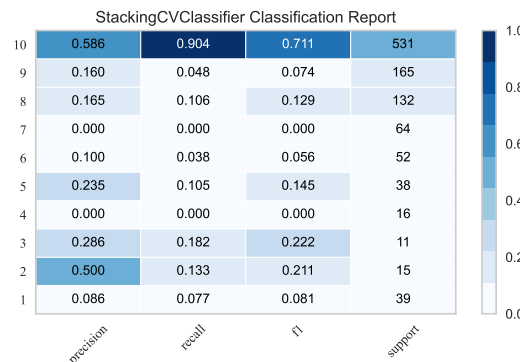 StackingCVClassifier Classification Report
10 0.586 0.904 0.711 531
9 0.160 0.048 0.074 165
8 0.165 0.106 0.129 132
7 0.000 0.000 0.000 64
6 0.100 0.038 0.056 52
5 0.235 0.105 0.145 38
4 0.000 0.000 0.000 16
3 0.286 0.182 0.222 11
2 0.500 0.133 0.211 15
1 0.086 0.077 0.081 39
precision recall f1 support
1.0
0.8
0.6
0.4
0.2
0.0